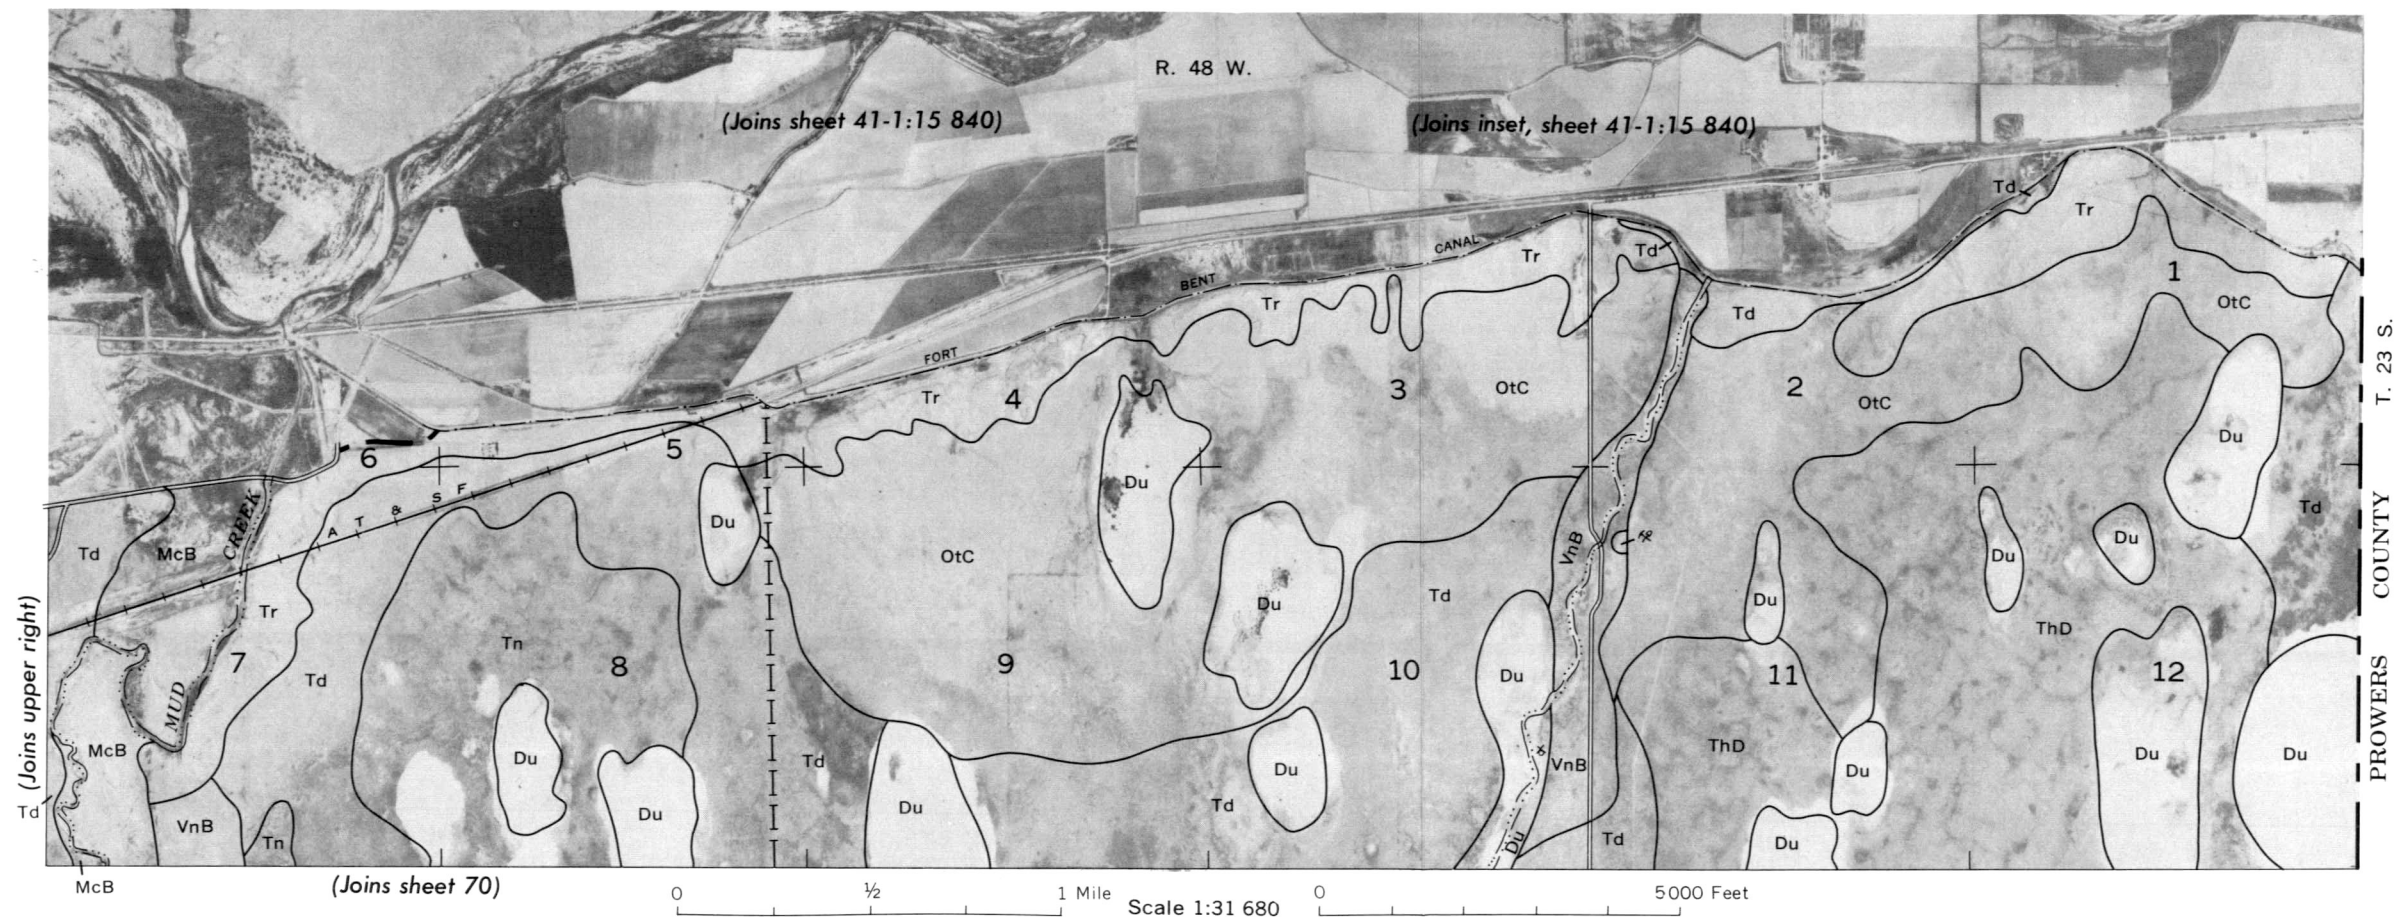 R. 48 W.
(Joins sheet 41-1:15 840)
(Joins inset, sheet 41-1:15 840)
Td
Tr
CANAL
Tr
Td
BENT
Tr
1
OtC
Td
T. 23 S.
FORT
Tr
4
3
OtC
2
OtC
6
5
Du
Du
Td
A T & S F
Du
CREEK
Td
McB
OtC
VnB
Du
Du
COUNTY
Du
Td
Du
Tr
Tn
ThD
(Joins upper right)
7
8
9
10
11
12
Td
Du
MUD
McB
Du
Td
Du
VnB
ThD
Du
Du
Du
PROWERS
Td
Du
Du
Td
VnB
Tn
Du
Td
Du
McB
(Joins sheet 70)
0 ½ 1 Mile
Scale 1:31 680
0 5000 Feet